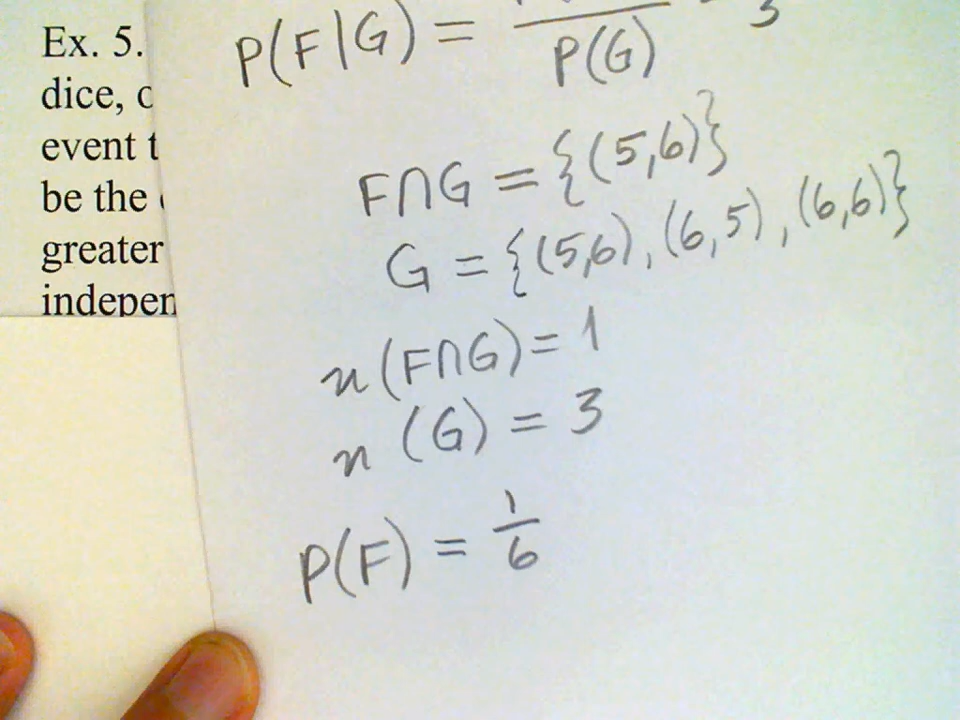 Ex. 5.
dice,
event
be the
greater
P(F|G) = / P(G)
F∩G = {(5,6)}
G = {(5,6), (6,5), (6,6)}
n(F∩G) = 1
n(G) = 3
P(F) = 1/6